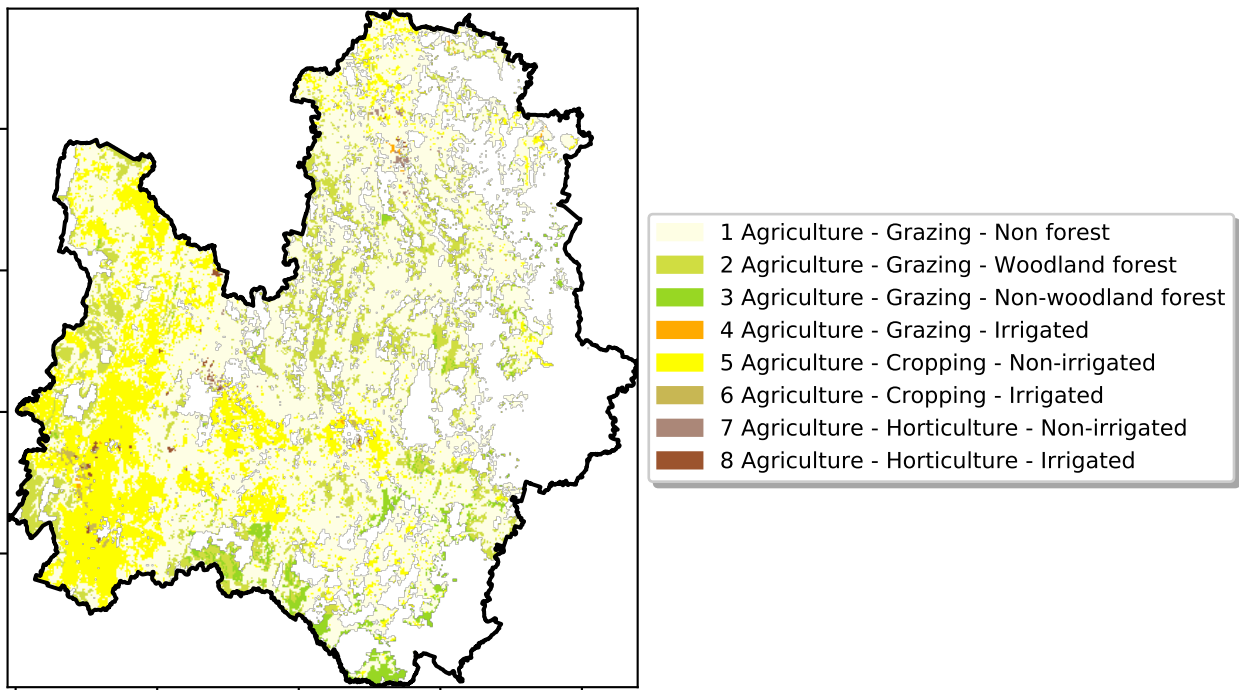 1 Agriculture - Grazing - Non forest
2 Agriculture - Grazing - Woodland forest
3 Agriculture - Grazing - Non-woodland forest
4 Agriculture - Grazing - Irrigated
5 Agriculture - Cropping - Non-irrigated
6 Agriculture - Cropping - Irrigated
7 Agriculture - Horticulture - Non-irrigated
8 Agriculture - Horticulture - Irrigated